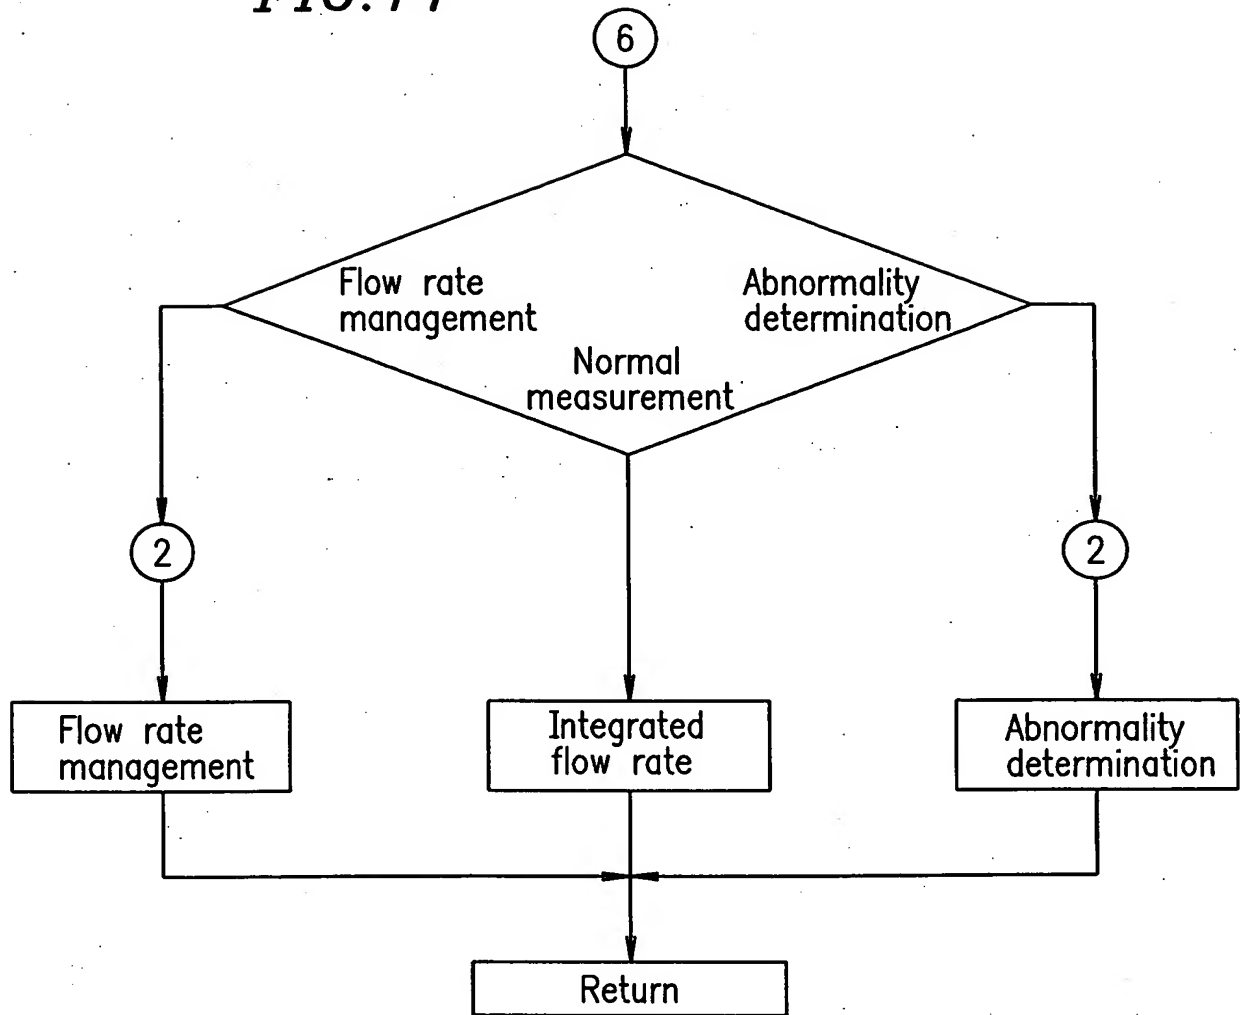 6
Flow rate
management
Abnormality
determination
Normal
measurement
2
2
Flow rate
management
Integrated
flow rate
Abnormality
determination
Return